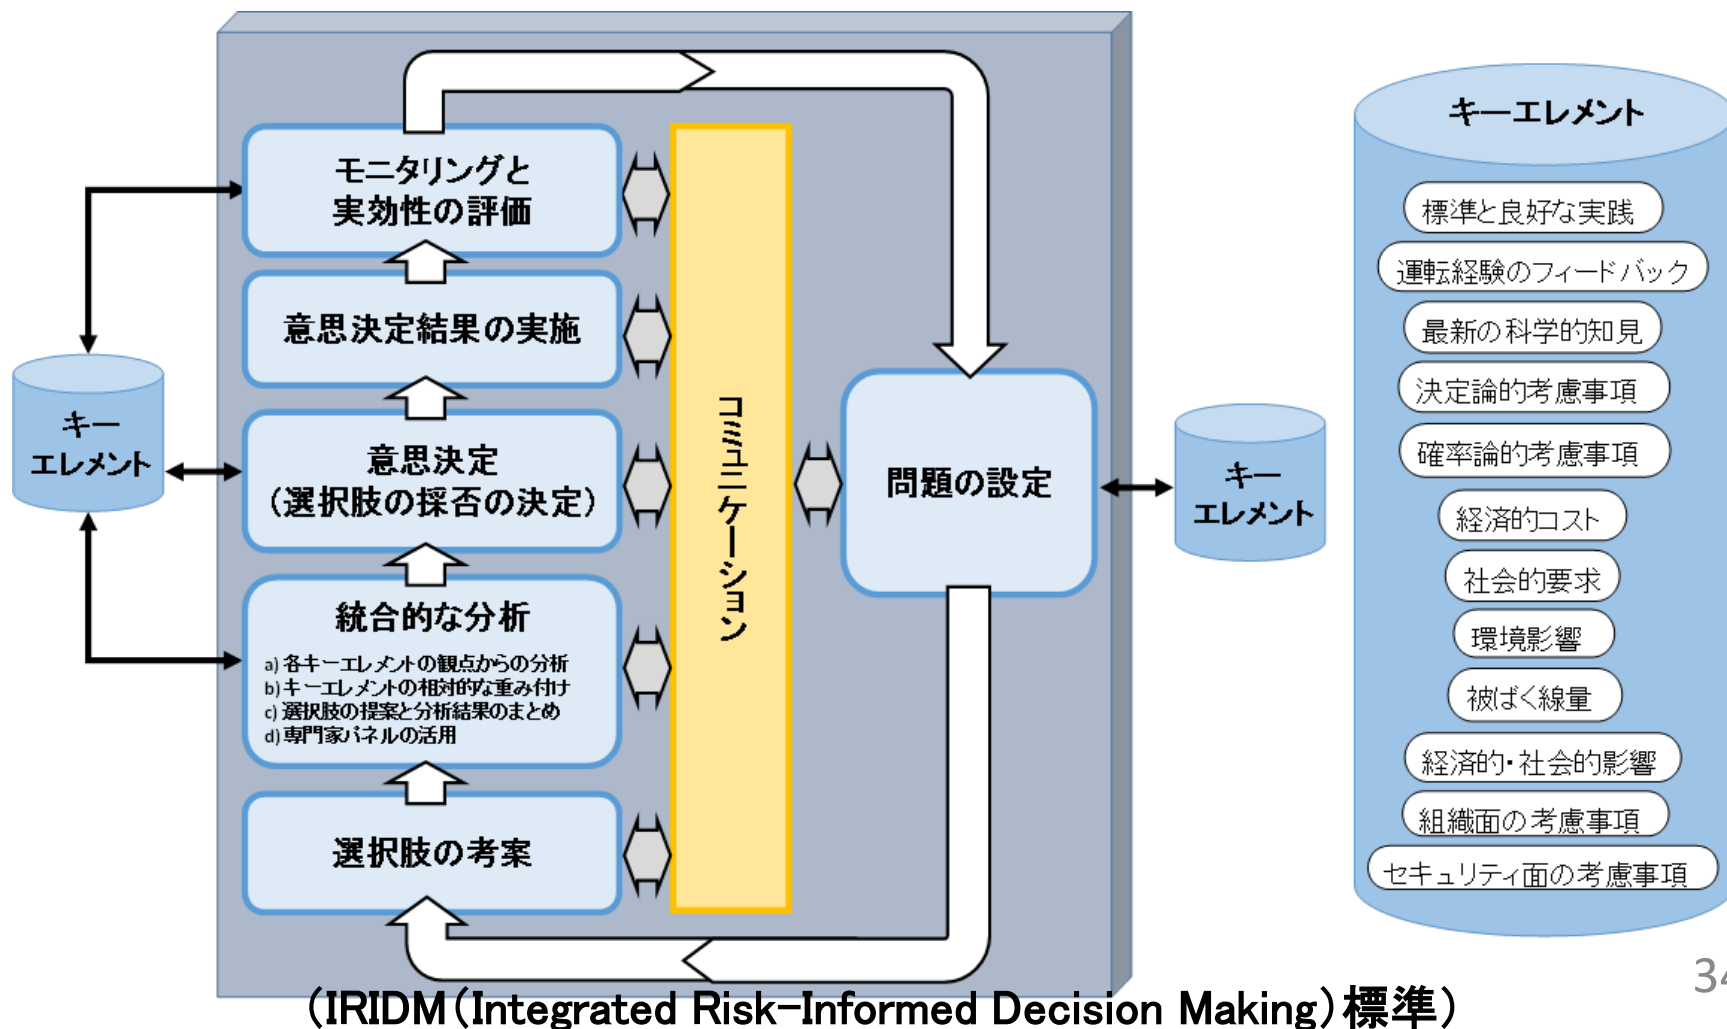 モニタリングと
実効性の評価
意思決定結果の実施
意思決定
(選択肢の採否の決定)
統合的な分析
a) 各キーエレメントの観点からの分析
b) キーエレメントの相対的な重み付け
c) 選択肢の提案と分析結果のまとめ
d) 専門家パネルの活用
選択肢の考案
キー
エレメント
コミュニケーション
問題の設定
キー
エレメント
キーエレメント
標準と良好な実践
運転経験のフィードバック
最新の科学的知見
決定論的考慮事項
確率論的考慮事項
経済的コスト
社会的要求
環境影響
被ばく線量
経済的・社会的影響
組織面の考慮事項
セキュリティ面の考慮事項
(IRIDM(Integrated Risk-Informed Decision Making)標準)
34